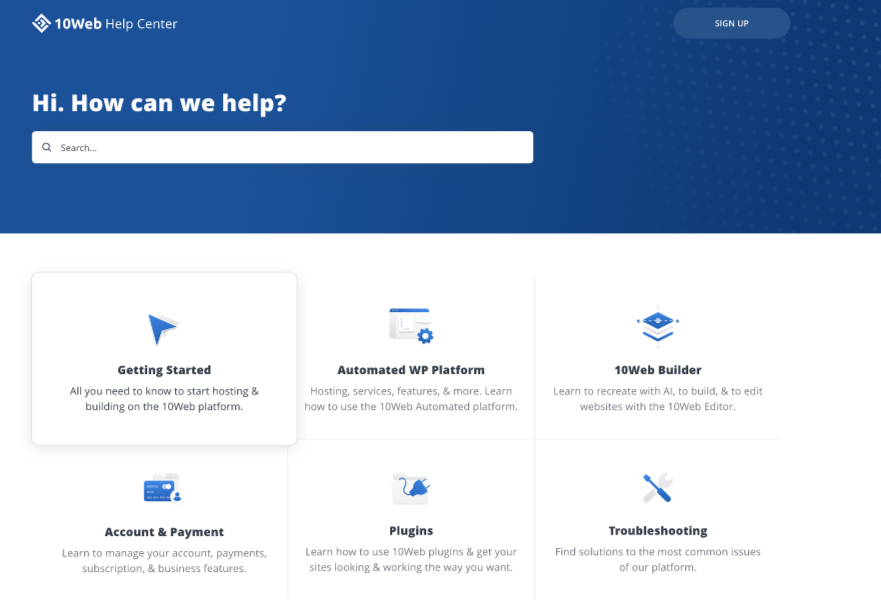 10Web Help Center
SIGN UP
Hi. How can we help?
Search...
Getting Started
All you need to know to start hosting &
building on the 10Web platform.
Automated WP Platform
Hosting, services, features, & more. Learn
how to use the 10Web Automated platform.
10Web Builder
Learn to recreate with AI, to build, & to edit
websites with the 10Web Editor.
Account & Payment
Learn to manage your account, payments,
subscription, & business features.
Plugins
Learn how to use 10Web plugins & get your
sites looking & working the way you want.
Troubleshooting
Find solutions to the most common issues
of our platform.